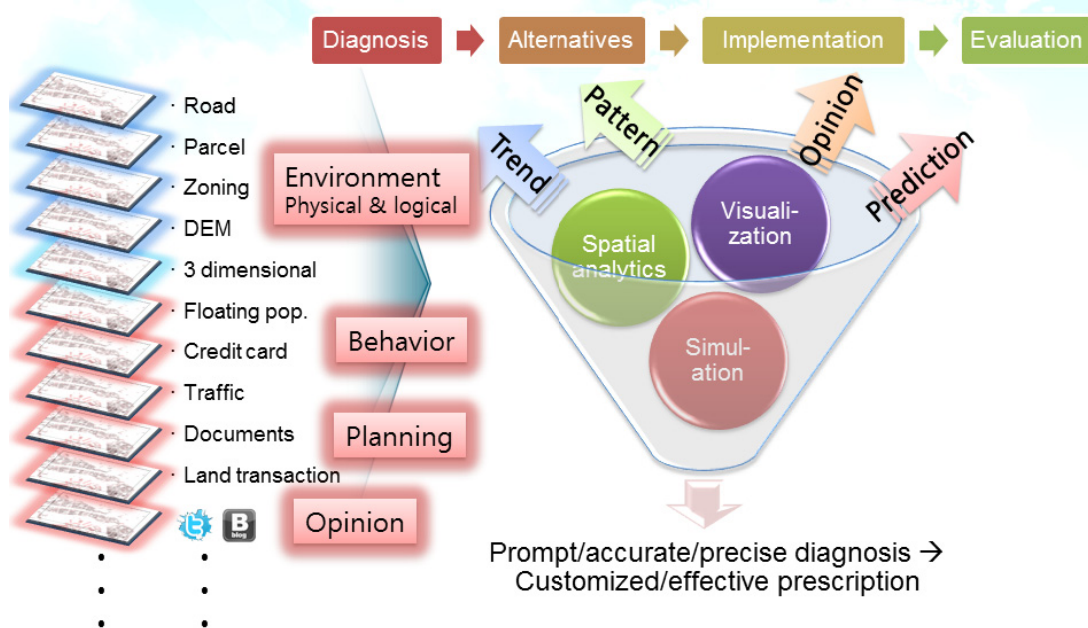 Diagnosis
Alternatives
Implementation
Evaluation
· Road
· Parcel
· Zoning
· DEM
· 3 dimensional
· Floating pop.
· Credit card
· Traffic
· Documents
· Land transaction
B
blog
Environment
Physical & logical
Behavior
Planning
Opinion
Trend
Pattern
Opinion
Prediction
Spatial
analytics
Visuali-
zation
Simul-
ation
Prompt/accurate/precise diagnosis →
Customized/effective prescription